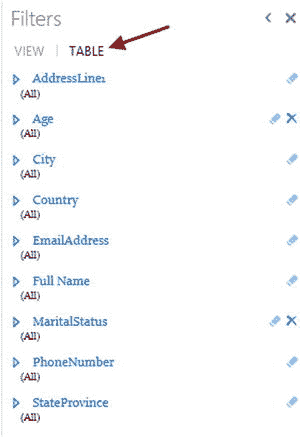 Filters
VIEW | TABLE
AddressLine1
(All)
Age
(All)
City
(All)
Country
(All)
EmailAddress
(All)
Full Name
(All)
MaritalStatus
(All)
PhoneNumber
(All)
StateProvince
(All)